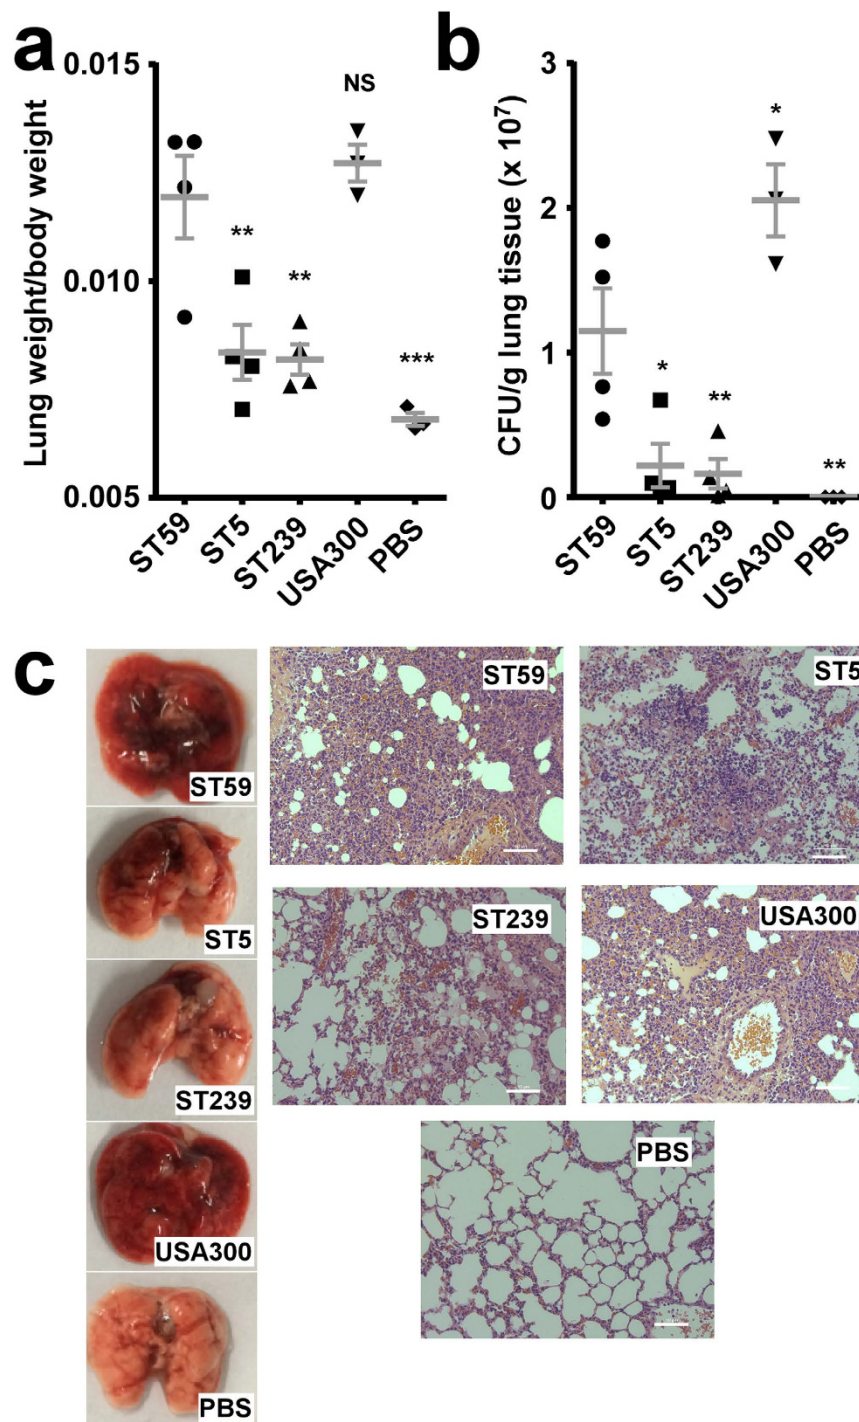 a
Lung weight/body weight
0.015
0.010
0.005
**
**
NS
***
ST59
ST5
ST239
USA300
PBS
b
CFU/g lung tissue (x 10⁷)
3
2
1
0
*
**
*
**
ST59
ST5
ST239
USA300
PBS
c
ST59
ST5
ST239
USA300
PBS
ST59
ST5
ST239
USA300
PBS